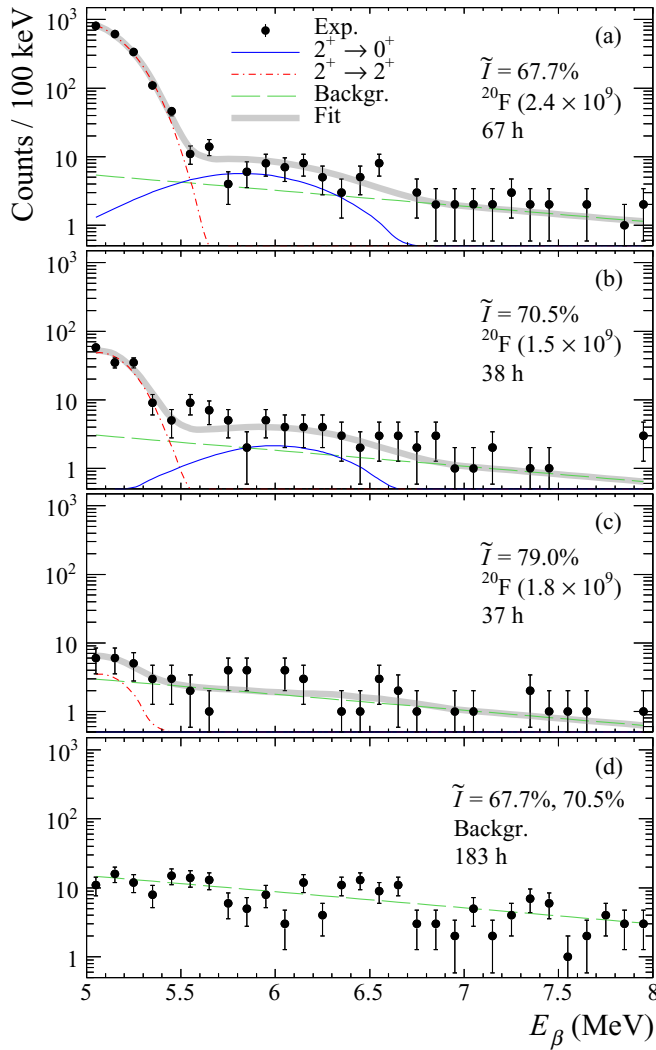 Counts / 100 keV
10³
10²
10
1
Exp.
2⁺ → 0⁺
2⁺ → 2⁺
Backgr.
Fit
(a)
Ĩ = 67.7%
²⁰F (2.4 × 10⁹)
67 h
10³
10²
10
1
(b)
Ĩ = 70.5%
²⁰F (1.5 × 10⁹)
38 h
10³
10²
10
1
(c)
Ĩ = 79.0%
²⁰F (1.8 × 10⁹)
37 h
10³
10²
10
1
(d)
Ĩ = 67.7%, 70.5%
Backgr.
183 h
5 5.5 6 6.5 7 7.5 8
E_β (MeV)